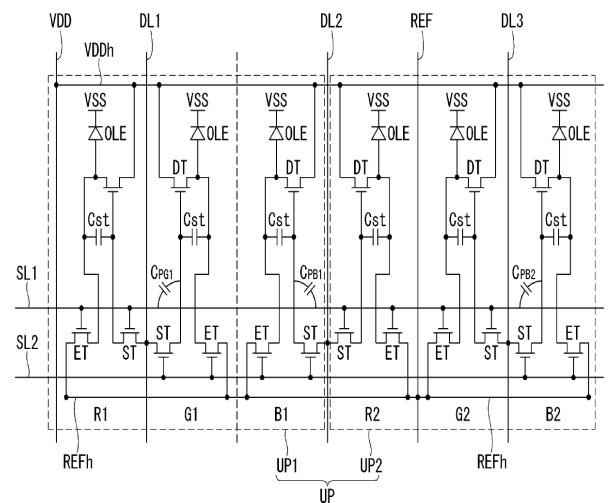 VDD DL1 DL2 REF DL3
VDDh
VSS VSS VSS VSS VSS VSS
OLE OLE OLE OLE OLE OLE
DT DT DT DT DT
Cst Cst Cst Cst Cst Cst
CPG1 CPB1 CPB2
SL1
ET ST ST ET ET ST ST ET ET ST ST ET
SL2
R1 G1 B1 R2 G2 B2
REFh UP1 UP2 REFh
UP